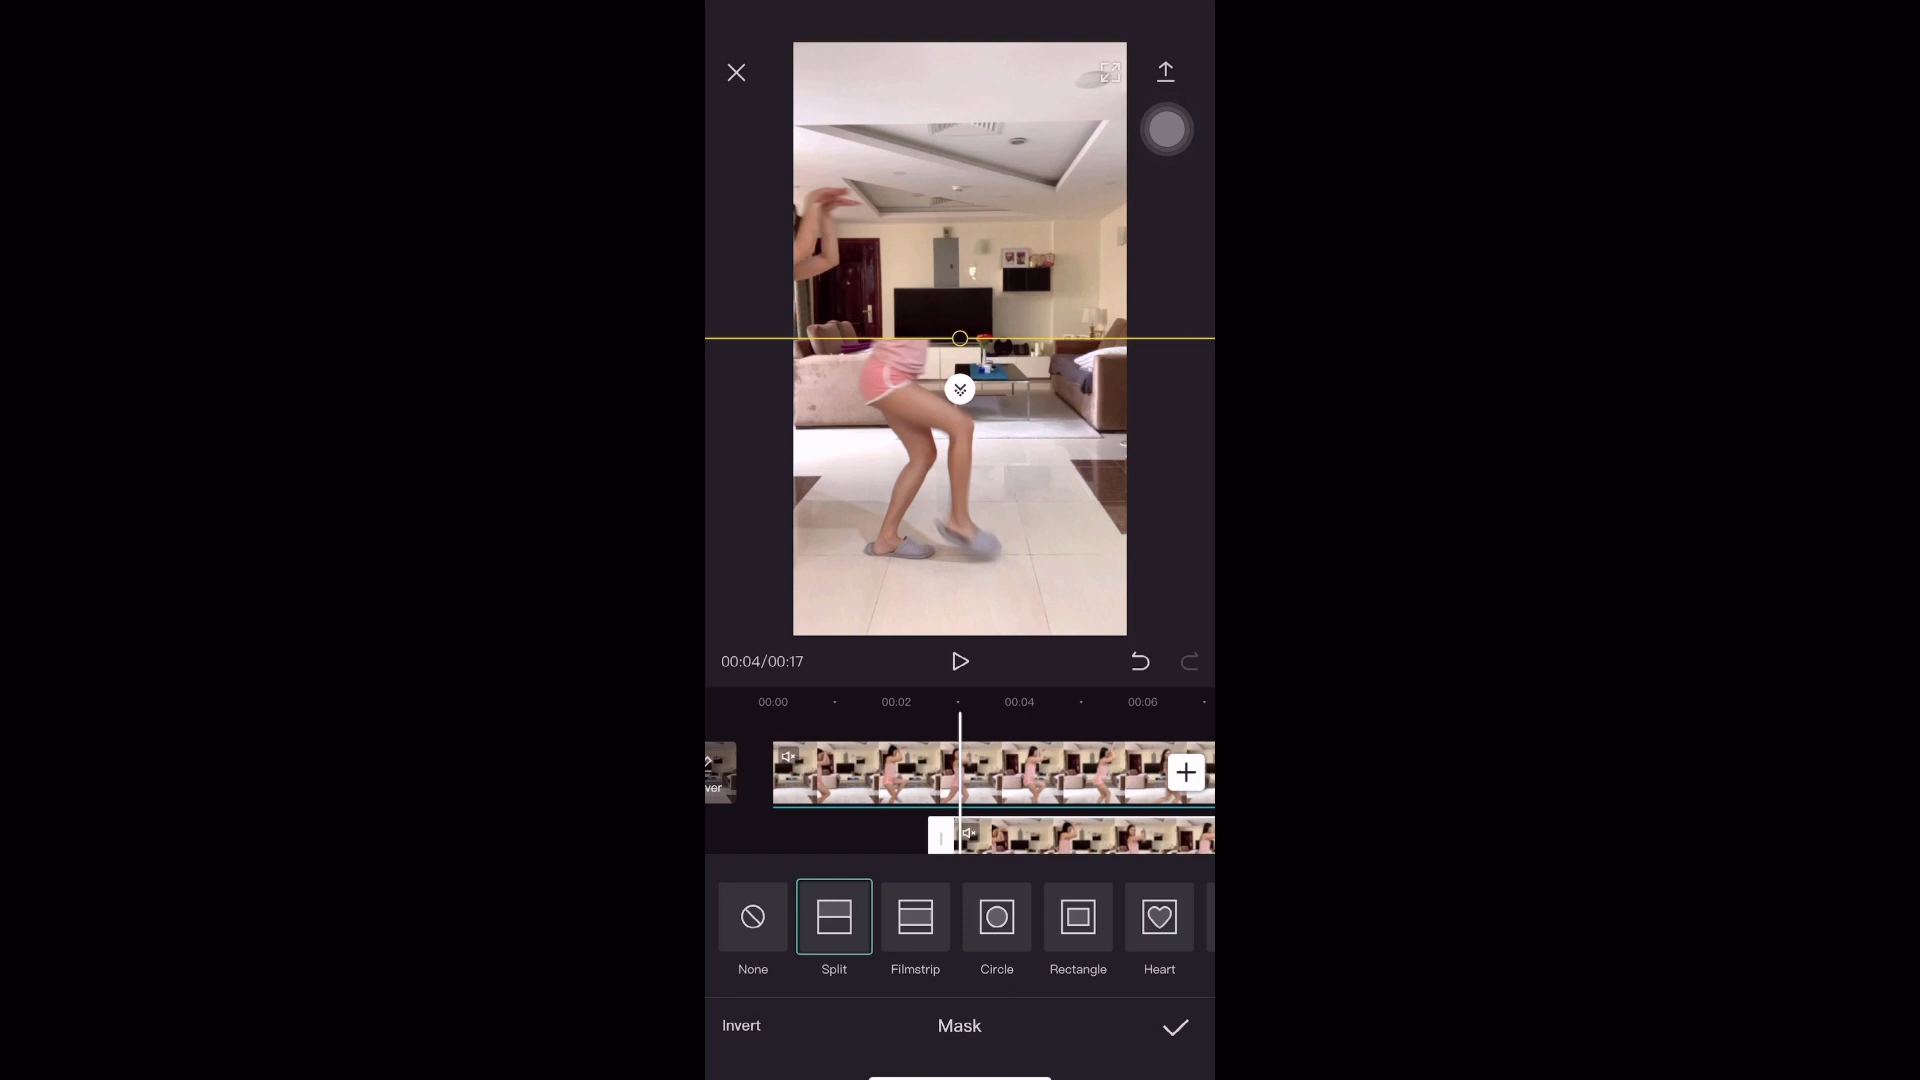 00:04/00:17
00:00
00:02
00:04
00:06
ver
None
Split
Filmstrip
Circle
Rectangle
Heart
Invert
Mask